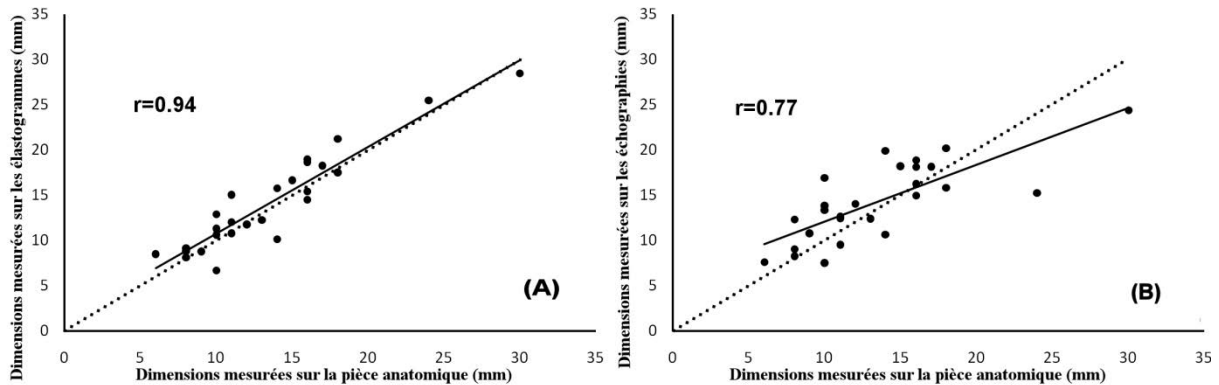 Dimensions mesurées sur les élastogrammes (mm)
35
30
25
20
15
10
5
0
r=0.94
(A)
0 5 10 15 20 25 30 35
Dimensions mesurées sur la pièce anatomique (mm)
Dimensions mesurées sur les échographies (mm)
35
30
25
20
15
10
5
0
r=0.77
(B)
0 5 10 15 20 25 30 35
Dimensions mesurées sur la pièce anatomique (mm)